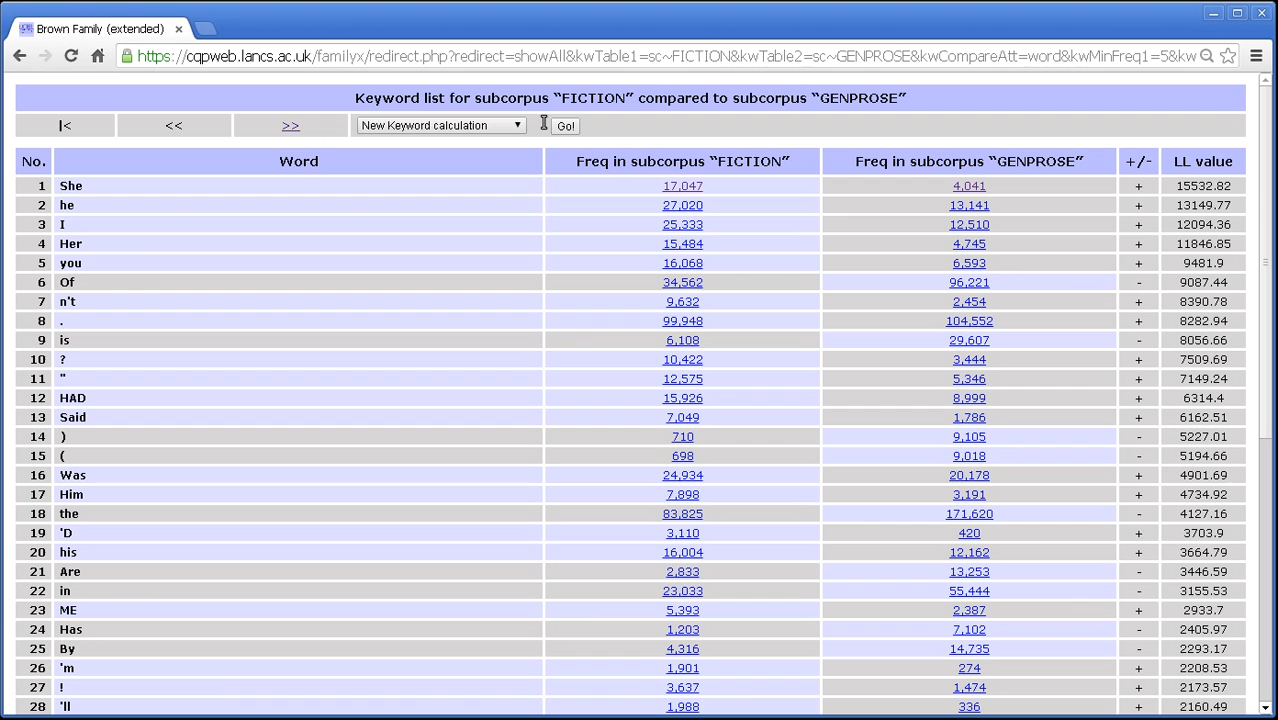 Brown Family (extended)
https://cqpweb.lancs.ac.uk/familyx/redirect.php?redirect=showAll&kwTable1=sc~FICTION&kwTable2=sc~GENPROSE&kwCompareAtt=word&kwMinFreq1=5&kw
Keyword list for subcorpus “FICTION” compared to subcorpus “GENPROSE”
|< << >> New Keyword calculation Go!
No. Word Freq in subcorpus “FICTION” Freq in subcorpus “GENPROSE” +/- LL value
1 She 17,047 4,041 + 15532.82
2 he 27,020 13,141 + 13149.77
3 I 25,333 12,510 + 12094.36
4 Her 15,484 4,745 + 11846.85
5 you 16,068 6,593 + 9481.9
6 Of 34,562 96,221 - 9087.44
7 n't 9,632 2,454 + 8390.78
8 . 99,948 104,552 + 8282.94
9 is 6,108 29,607 - 8056.66
10 ? 10,422 3,444 + 7509.69
11 " 12,575 5,346 + 7149.24
12 HAD 15,926 8,999 + 6314.4
13 Said 7,049 1,786 + 6162.51
14 ) 710 9,105 - 5227.01
15 ( 698 9,018 - 5194.66
16 Was 24,934 20,178 + 4901.69
17 Him 7,898 3,191 + 4734.92
18 the 83,825 171,620 - 4127.16
19 'D 3,110 420 + 3703.9
20 his 16,004 12,162 + 3664.79
21 Are 2,833 13,253 - 3446.59
22 in 23,033 55,444 - 3155.53
23 ME 5,393 2,387 + 2933.7
24 Has 1,203 7,102 - 2405.97
25 By 4,316 14,735 - 2293.17
26 'm 1,901 274 + 2208.53
27 ! 3,637 1,474 + 2173.57
28 'll 1,988 336 + 2160.49